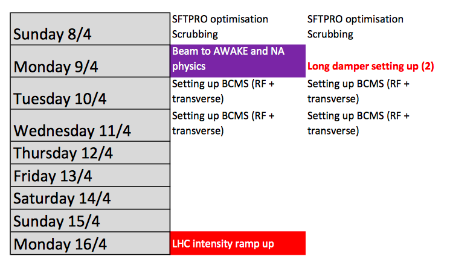 Sunday 8/4
SFTPRO optimisation
Scrubbing
SFTPRO optimisation
Scrubbing
Monday 9/4
Beam to AWAKE and NA
physics
Long damper setting up (2)
Tuesday 10/4
Setting up BCMS (RF +
transverse)
Setting up BCMS (RF +
transverse)
Wednesday 11/4
Setting up BCMS (RF +
transverse)
Setting up BCMS (RF +
transverse)
Thursday 12/4
Friday 13/4
Saturday 14/4
Sunday 15/4
Monday 16/4
LHC intensity ramp up